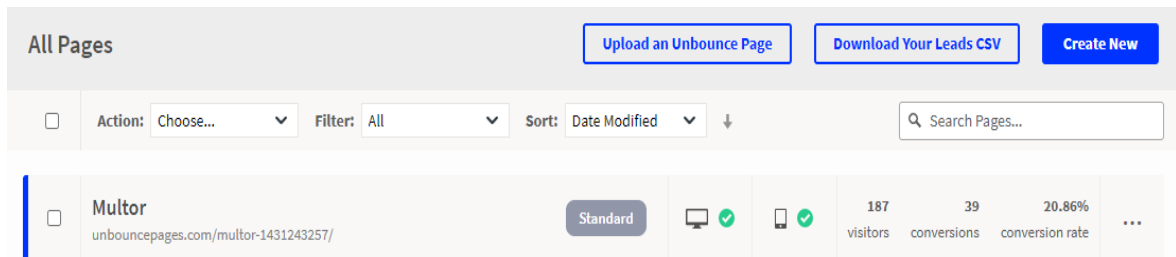 All Pages
Upload an Unbounce Page
Download Your Leads CSV
Create New
Action: Choose... Filter: All Sort: Date Modified
Search Pages...
Multor
unbouncepages.com/multor-1431243257/
Standard
187 39 20.86%
visitors conversions conversion rate